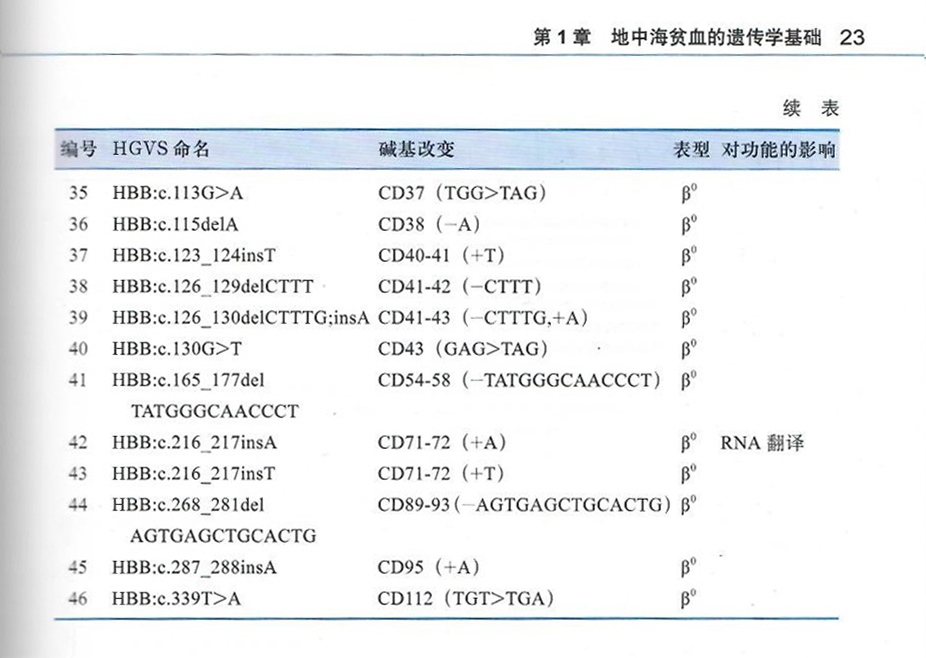 第1章 地中海贫血的遗传学基础 23
续 表
编号 HGVS 命名 碱基改变 表型 对功能的影响
35 HBB:c.113G>A CD37（TGG>TAG） β⁰
36 HBB:c.115delA CD38（−A） β⁰
37 HBB:c.123_124insT CD40-41（+T） β⁰
38 HBB:c.126_129delCTTT CD41-42（−CTTT） β⁰
39 HBB:c.126_130delCTTTG;insA CD41-43（−CTTTG,+A） β⁰
40 HBB:c.130G>T CD43（GAG>TAG） β⁰
41 HBB:c.165_177del CD54-58（−TATGGGCAACCCT） β⁰
TATGGGCAACCCT
42 HBB:c.216_217insA CD71-72（+A） β⁰ RNA 翻译
43 HBB:c.216_217insT CD71-72（+T） β⁰
44 HBB:c.268_281del CD89-93（−AGTGAGCTGCACTG） β⁰
AGTGAGCTGCACTG
45 HBB:c.287_288insA CD95（+A） β⁰
46 HBB:c.339T>A CD112（TGT>TGA） β⁰